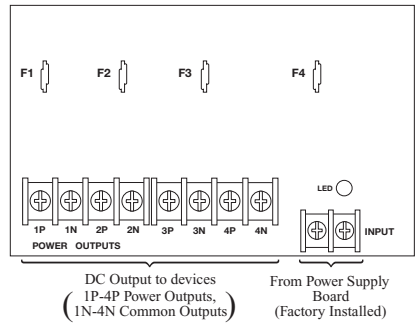 F1 F2 F3 F4
LED
1P 1N 2P 2N 3P 3N 4P 4N
INPUT
POWER OUTPUTS
DC Output to devices
(1P-4P Power Outputs,
1N-4N Common Outputs)
From Power Supply
Board
(Factory Installed)